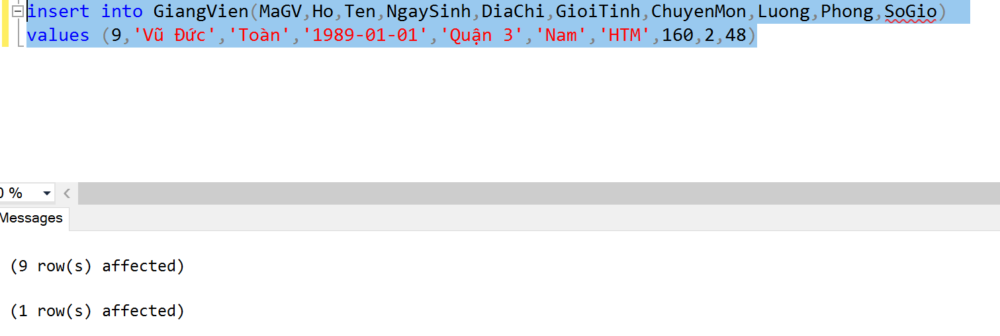 insert into GiangVien(MaGV,Ho,Ten,NgaySinh,DiaChi,GioiTinh,ChuyenMon,Luong,Phong,SoGio)
values (9,'Vũ Đức','Toàn','1989-01-01','Quận 3','Nam','HTM',160,2,48)
0 %
Messages
(9 row(s) affected)
(1 row(s) affected)